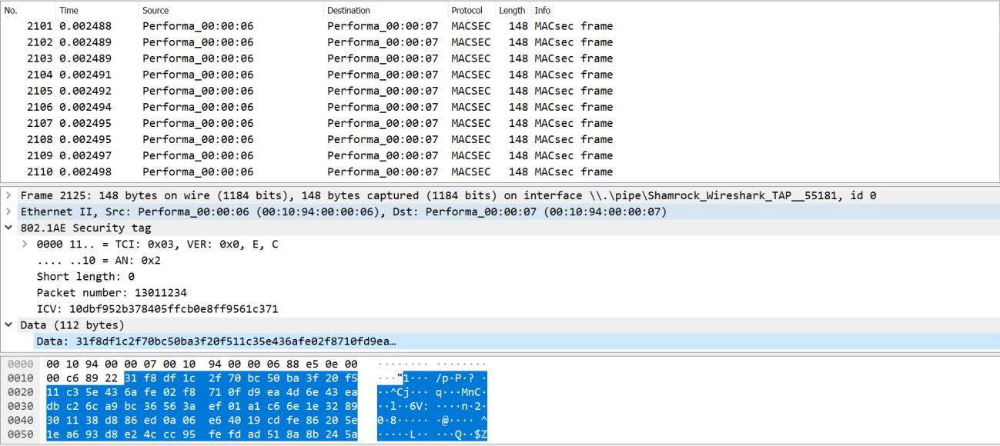 No. Time Source Destination Protocol Length Info
2101 0.002488 Performa_00:00:06 Performa_00:00:07 MACSEC 148 MACsec frame
2102 0.002489 Performa_00:00:06 Performa_00:00:07 MACSEC 148 MACsec frame
2103 0.002489 Performa_00:00:06 Performa_00:00:07 MACSEC 148 MACsec frame
2104 0.002491 Performa_00:00:06 Performa_00:00:07 MACSEC 148 MACsec frame
2105 0.002492 Performa_00:00:06 Performa_00:00:07 MACSEC 148 MACsec frame
2106 0.002494 Performa_00:00:06 Performa_00:00:07 MACSEC 148 MACsec frame
2107 0.002495 Performa_00:00:06 Performa_00:00:07 MACSEC 148 MACsec frame
2108 0.002495 Performa_00:00:06 Performa_00:00:07 MACSEC 148 MACsec frame
2109 0.002497 Performa_00:00:06 Performa_00:00:07 MACSEC 148 MACsec frame
2110 0.002498 Performa_00:00:06 Performa_00:00:07 MACSEC 148 MACsec frame
Frame 2125: 148 bytes on wire (1184 bits), 148 bytes captured (1184 bits) on interface \\.\pipe\Shamrock_Wireshark_TAP__55181, id 0
Ethernet II, Src: Performa_00:00:06 (00:10:94:00:00:06), Dst: Performa_00:00:07 (00:10:94:00:00:07)
802.1AE Security tag
0000 11.. = TCI: 0x03, VER: 0x0, E, C
.... ..10 = AN: 0x2
Short length: 0
Packet number: 13011234
ICV: 10dbf952b378405ffcb0e8ff9561c371
Data (112 bytes)
Data: 31f8df1c2f70bc50ba3f20f511c35e436afe02f8710fd9ea…
0000 00 10 94 00 00 07 00 10 94 00 00 06 88 e5 0e 00 ········ ········
0010 00 c6 89 22 31 f8 df 1c 2f 70 bc 50 ba 3f 20 f5 ···"1··· /p·P·? ·
0020 11 c3 5e 43 6a fe 02 f8 71 0f d9 ea 4d 6e 43 ea ··^Cj··· q···MnC·
0030 db c2 6c a9 bc 36 56 3a ef 01 a1 c6 6e 1e 32 89 ··l··6V: ····n·2·
0040 30 11 38 d8 86 ed 0a 06 e6 40 19 cd fe 86 20 5e 0·8····· ·@···· ^
0050 1e a6 93 d8 e2 4c cc 95 fe fd ad 51 8a 8b 24 5a ·····L·· ···Q··$Z